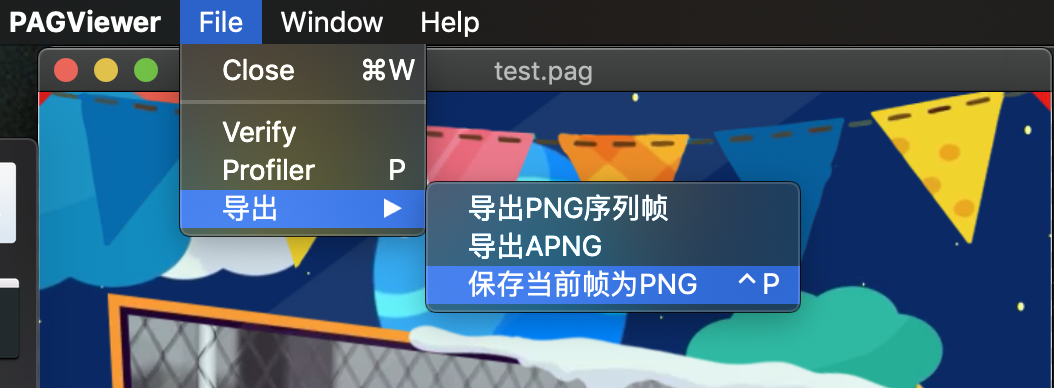 PAGViewer File Window Help
test.pag
Close ⌘W
Verify
Profiler P
导出 ▶
导出PNG序列帧
导出APNG
保存当前帧为PNG ^P